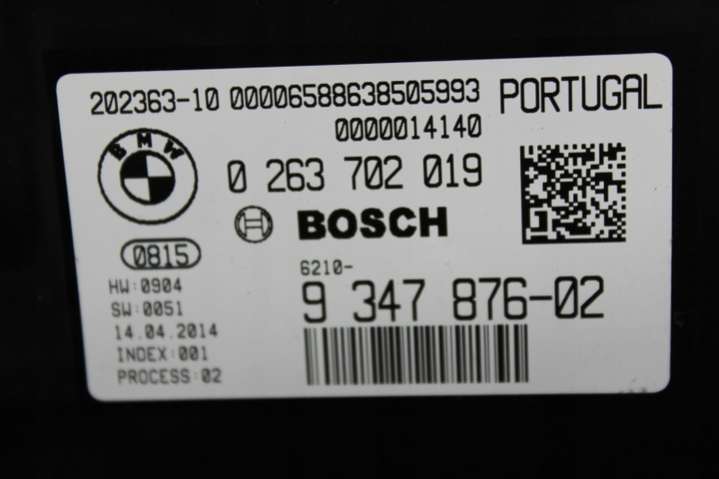 202363-10 00006588638505993 PORTUGAL
0000014140
BMW
0 263 702 019
BOSCH
0815
6210-
HW:0904
9 347 876-02
SW:0051
14.04.2014
INDEX:001
PROCESS:02